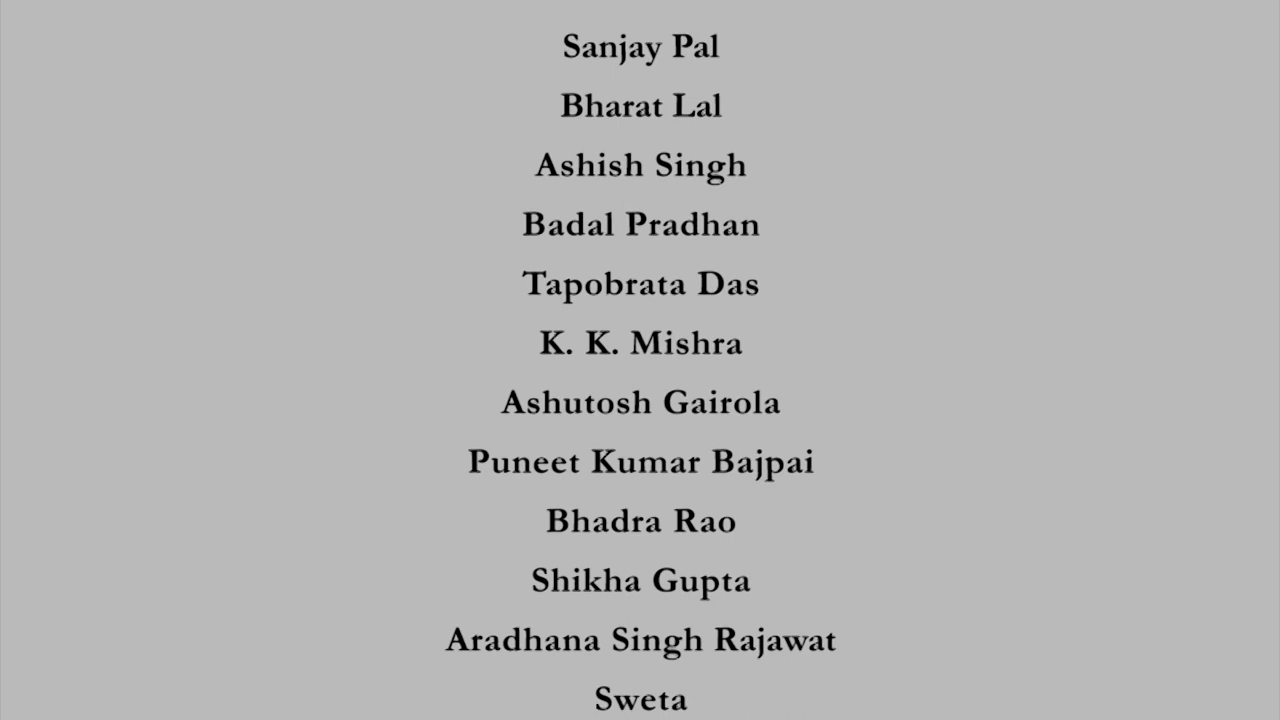 Sanjay Pal
Bharat Lal
Ashish Singh
Badal Pradhan
Tapobrata Das
K. K. Mishra
Ashutosh Gairola
Puneet Kumar Bajpai
Bhadra Rao
Shikha Gupta
Aradhana Singh Rajawat
Sweta